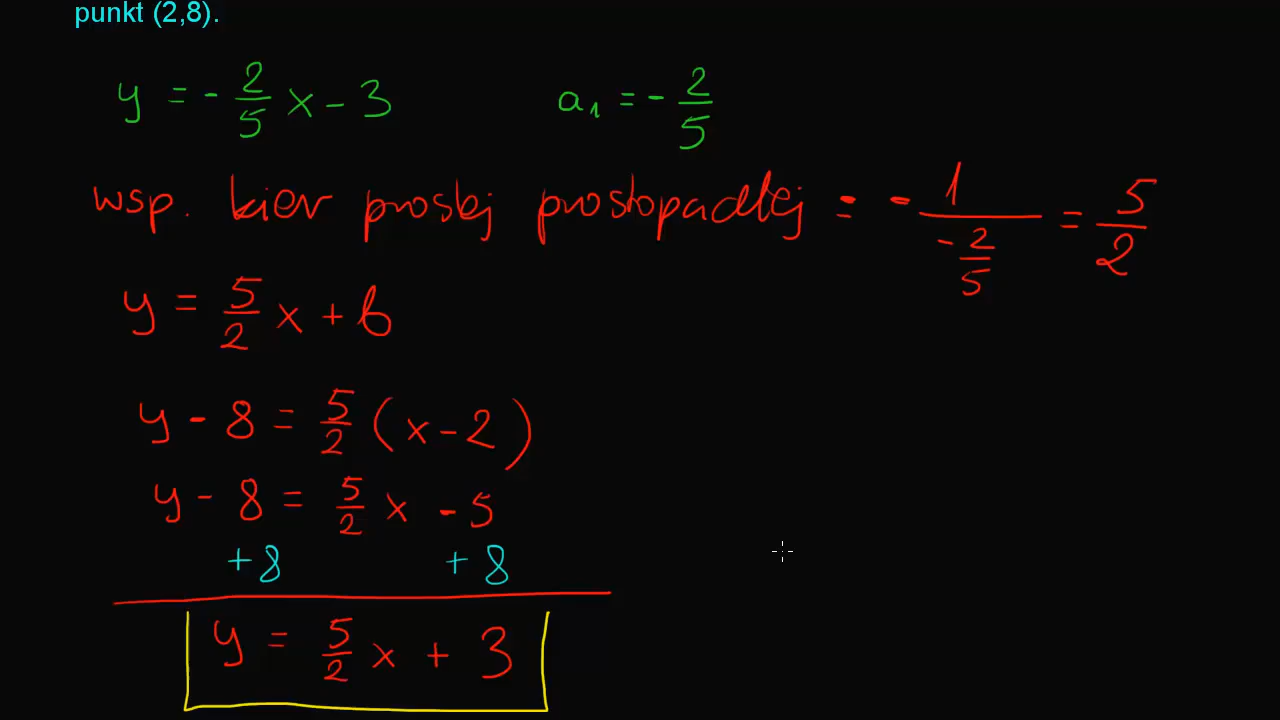 punkt (2,8).
y = - 2/5 x - 3 a₁ = - 2/5
wsp. kier prostej prostopadłej = - 1/(- 2/5) = 5/2
y = 5/2 x + b
y - 8 = 5/2 (x - 2)
y - 8 = 5/2 x - 5
+8 +8
y = 5/2 x + 3